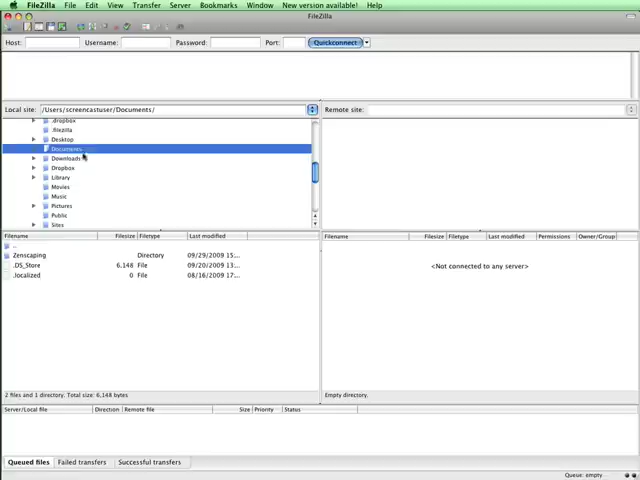 FileZilla File Edit View Transfer Server Bookmarks Window New version available! Help
FileZilla
Host: Username: Password: Port: Quickconnect
Local site: /Users/screencastuser/Documents/
Remote site:
.dropbox
.filezilla
Desktop
Documents
Downloads
Dropbox
Library
Movies
Music
Pictures
Public
Sites
Filename Filesize Filetype Last modified
..
Zenscaping Directory 09/29/2009 15:...
.DS_Store 6,148 File 09/20/2009 13:...
.localized 0 File 08/16/2009 17:...
2 files and 1 directory. Total size: 6,148 bytes
Filename Filesize Filetype Last modified Permissions Owner/Group
<Not connected to any server>
Empty directory.
Server/Local file Direction Remote file Size Priority Status
Queued files Failed transfers Successful transfers
Queue: empty